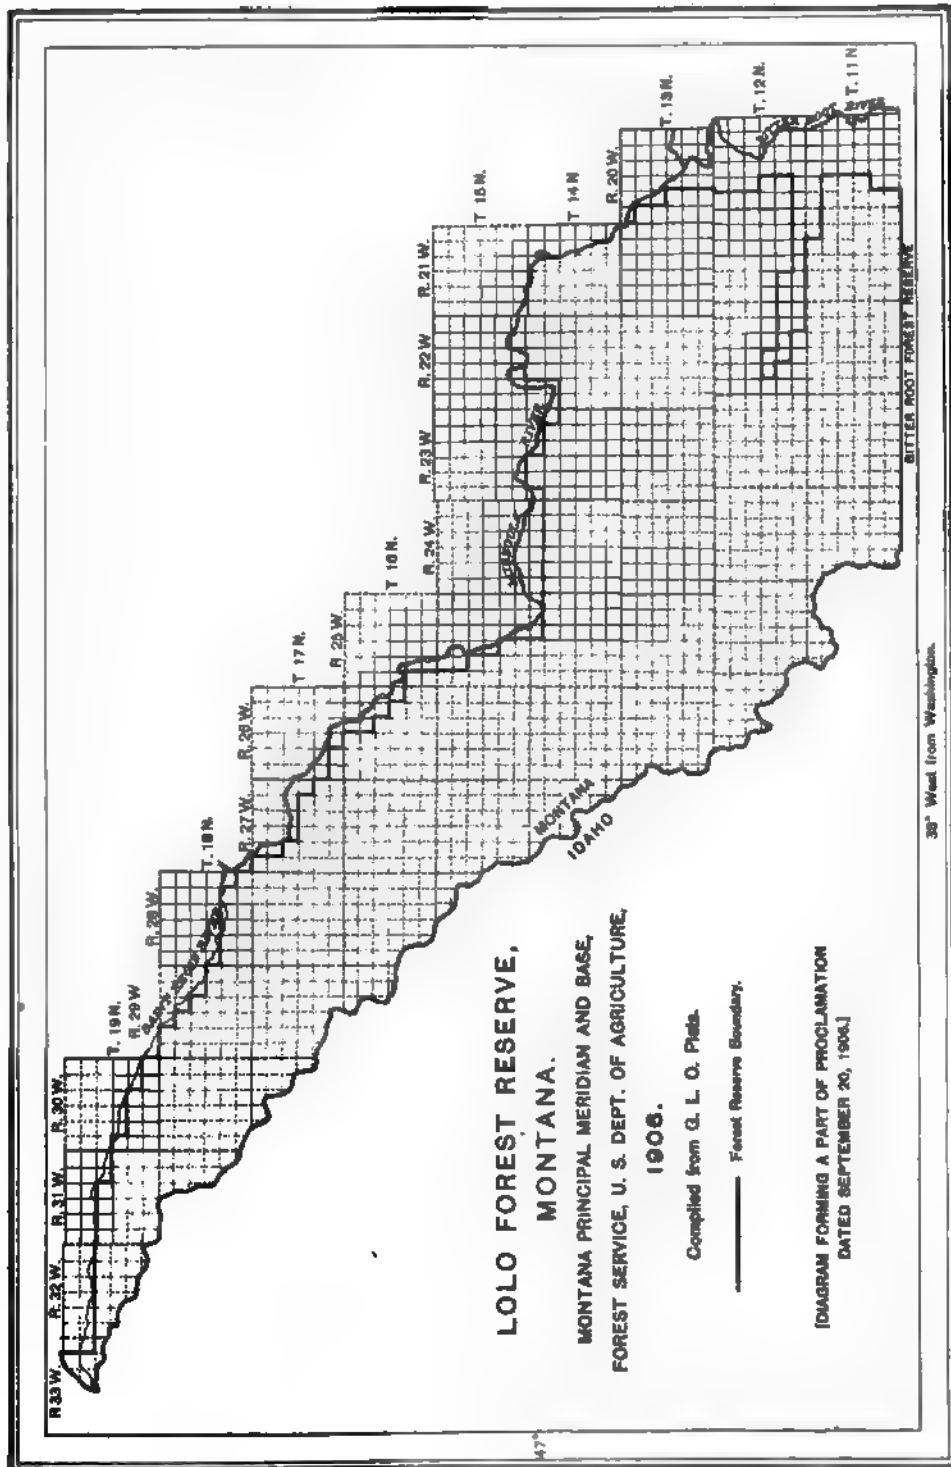 LOLO FOREST RESERVE,
MONTANA.
MONTANA PRINCIPAL MERIDIAN AND BASE,
FOREST SERVICE, U. S. DEPT. OF AGRICULTURE,
1906.
Compiled from G. L. O. Plats.
Forest Reserve Boundary.
[DIAGRAM FORMING A PART OF PROCLAMATION
DATED SEPTEMBER 20, 1906.]
R 33 W.
R. 32 W.
R. 31 W.
R. 30 W.
T. 19 N.
R. 29 W
R. 28 W.
T. 18 N.
R. 27 W.
R. 26 W.
T 17 N.
R 25 W.
T 16 N.
R. 24 W.
R. 23 W.
R. 22 W.
R. 21 W.
T 15 N.
T 14 N
R. 20 W.
T. 13 N.
T. 12 N.
T. 11 N.
RIVER
MONTANA
IDAHO
BITTER ROOT FOREST RESERVE
47°
38° West from Washington.